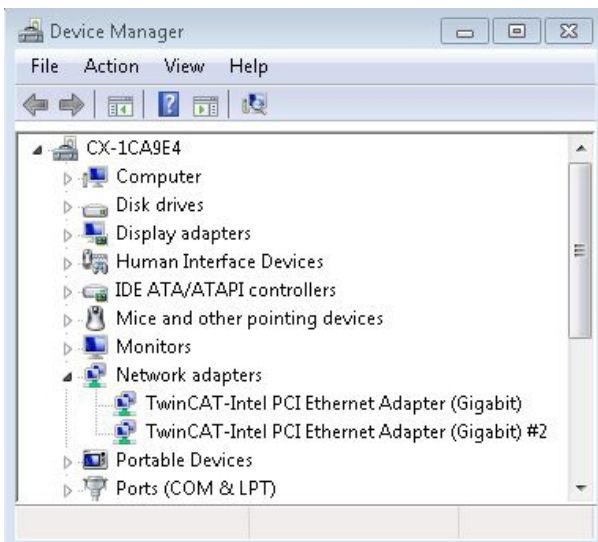 Device Manager
File Action View Help
CX-1CA9E4
Computer
Disk drives
Display adapters
Human Interface Devices
IDE ATA/ATAPI controllers
Mice and other pointing devices
Monitors
Network adapters
TwinCAT-Intel PCI Ethernet Adapter (Gigabit)
TwinCAT-Intel PCI Ethernet Adapter (Gigabit) #2
Portable Devices
Ports (COM & LPT)